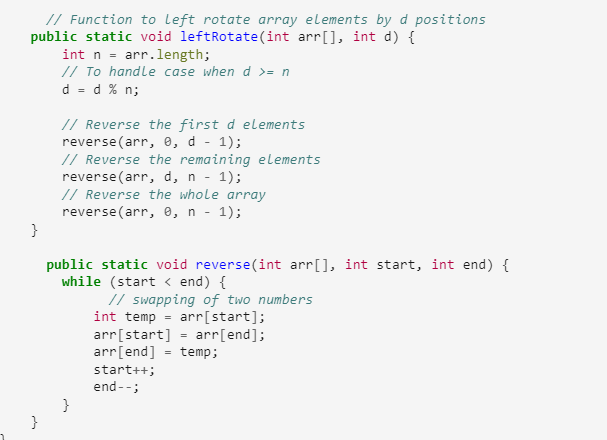 // Function to left rotate array elements by d positions
public static void leftRotate(int arr[], int d) {
int n = arr.length;
// To handle case when d >= n
d = d % n;
// Reverse the first d elements
reverse(arr, 0, d - 1);
// Reverse the remaining elements
reverse(arr, d, n - 1);
// Reverse the whole array
reverse(arr, 0, n - 1);
}
public static void reverse(int arr[], int start, int end) {
while (start < end) {
// swapping of two numbers
int temp = arr[start];
arr[start] = arr[end];
arr[end] = temp;
start++;
end--;
}
}
}